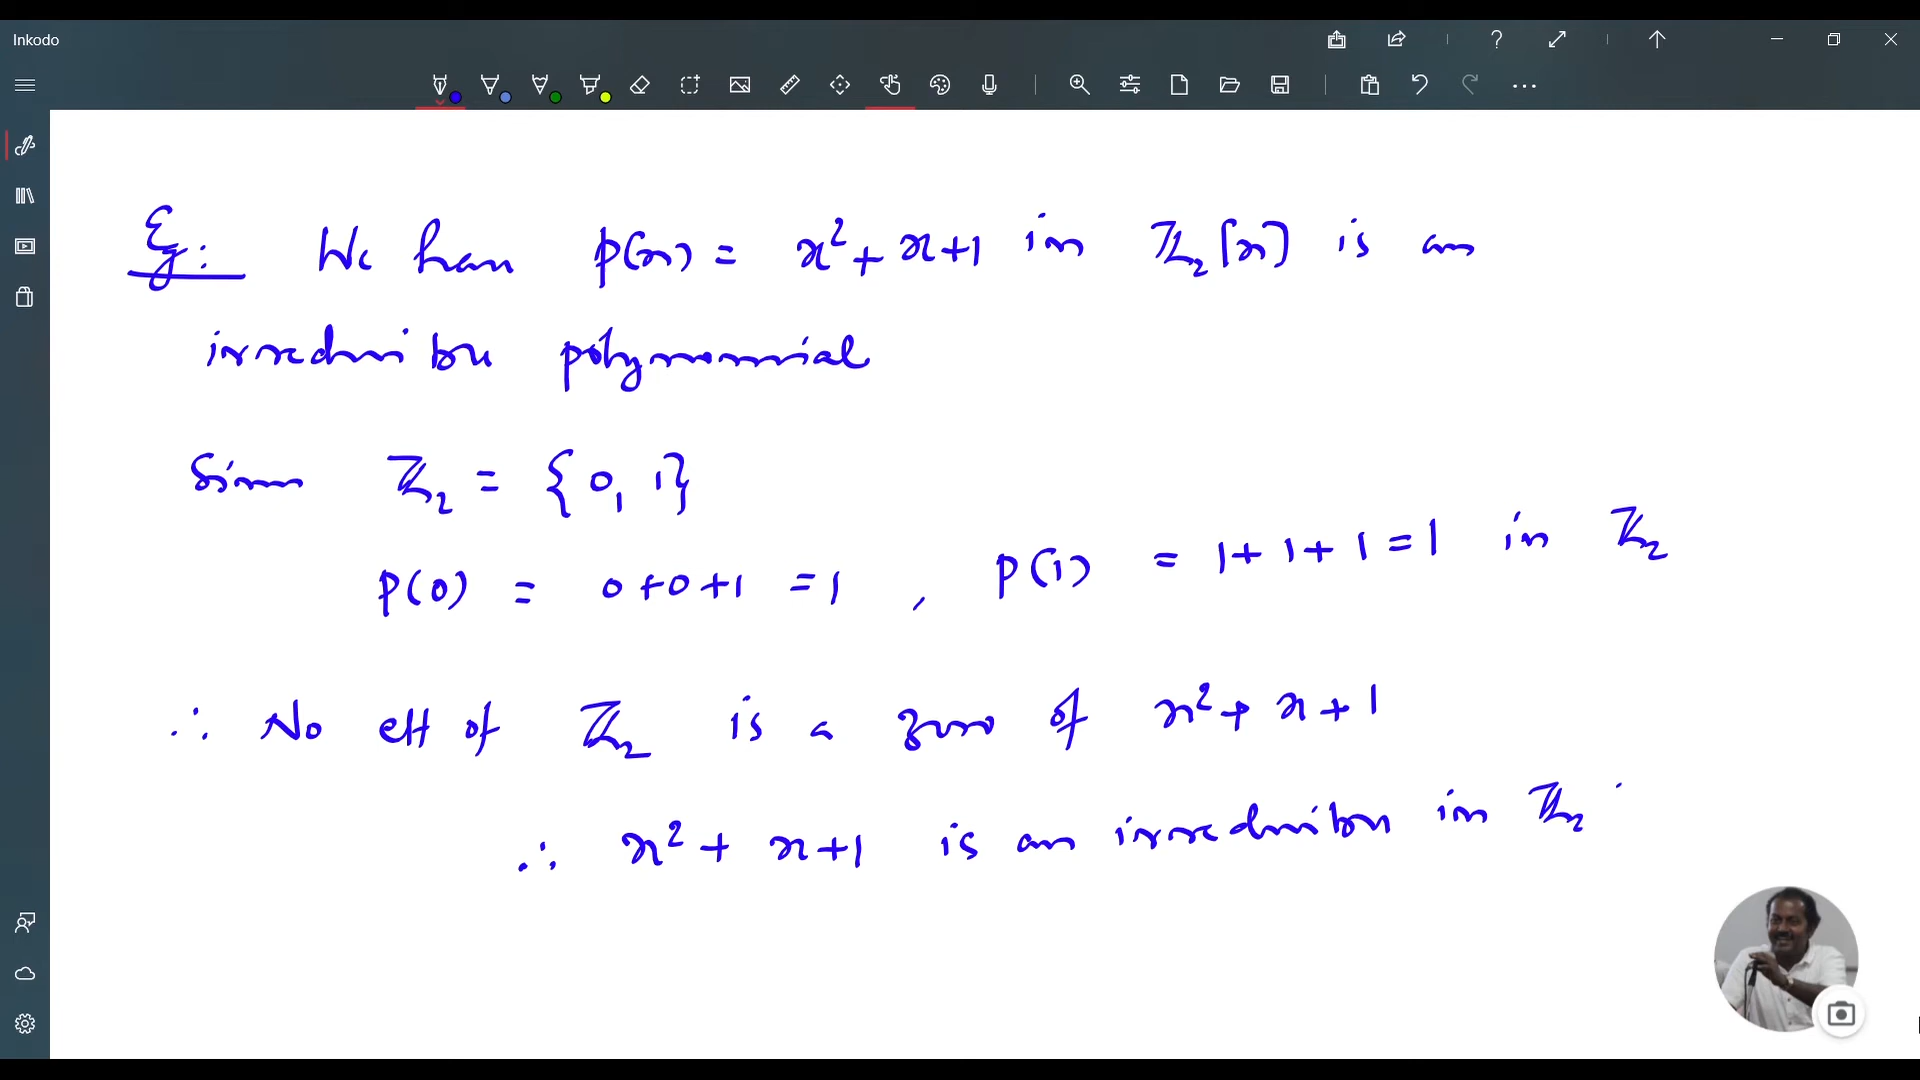 Inkodo
Eg: We have p(x) = x² + x + 1 in ℤ₂[x] is an
irreducible polynomial
Since ℤ₂ = {0, 1}
p(0) = 0+0+1 = 1 , p(1) = 1+1+1 = 1 in ℤ₂
∴ No elt of ℤ₂ is a zero of x² + x + 1
∴ x² + x + 1 is an irreducible in ℤ₂.